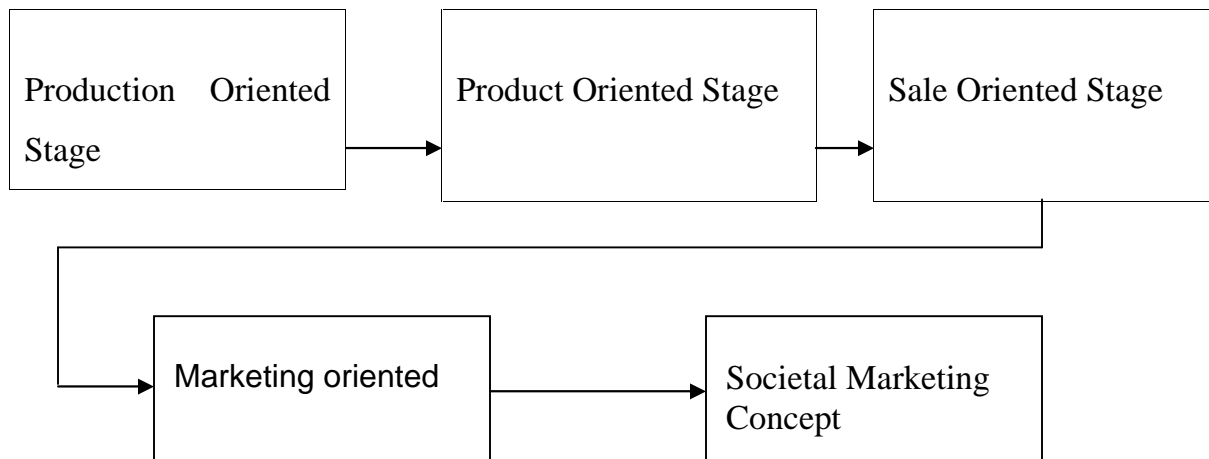 Production Oriented
Stage
Product Oriented Stage
Sale Oriented Stage
Marketing oriented
Societal Marketing
Concept